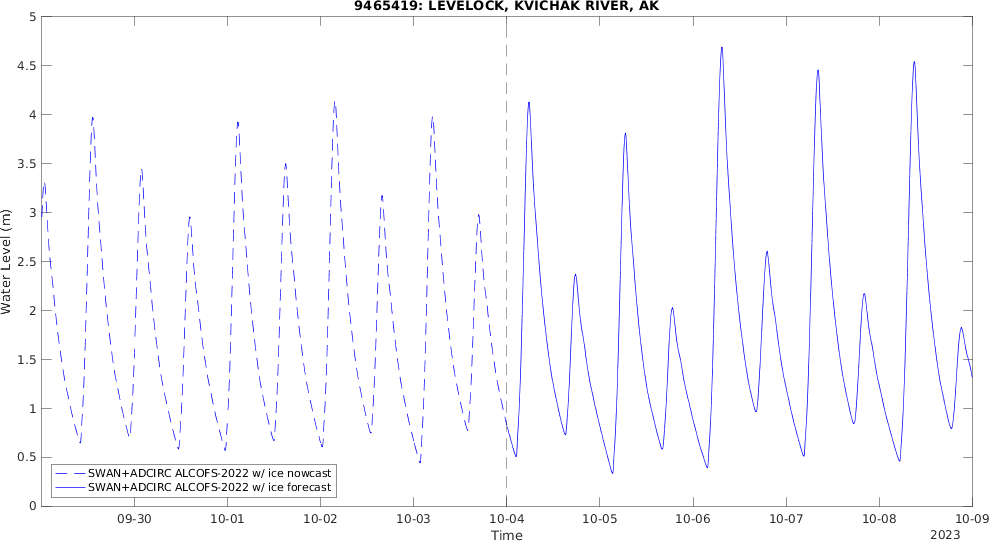 9465419: LEVELOCK, KVICHAK RIVER, AK
5
4.5
4
3.5
3
2.5
2
1.5
1
0.5
0
Water Level (m)
SWAN+ADCIRC ALCOFS-2022 w/ ice nowcast
SWAN+ADCIRC ALCOFS-2022 w/ ice forecast
09-30 10-01 10-02 10-03 10-04 10-05 10-06 10-07 10-08 10-09
Time
2023